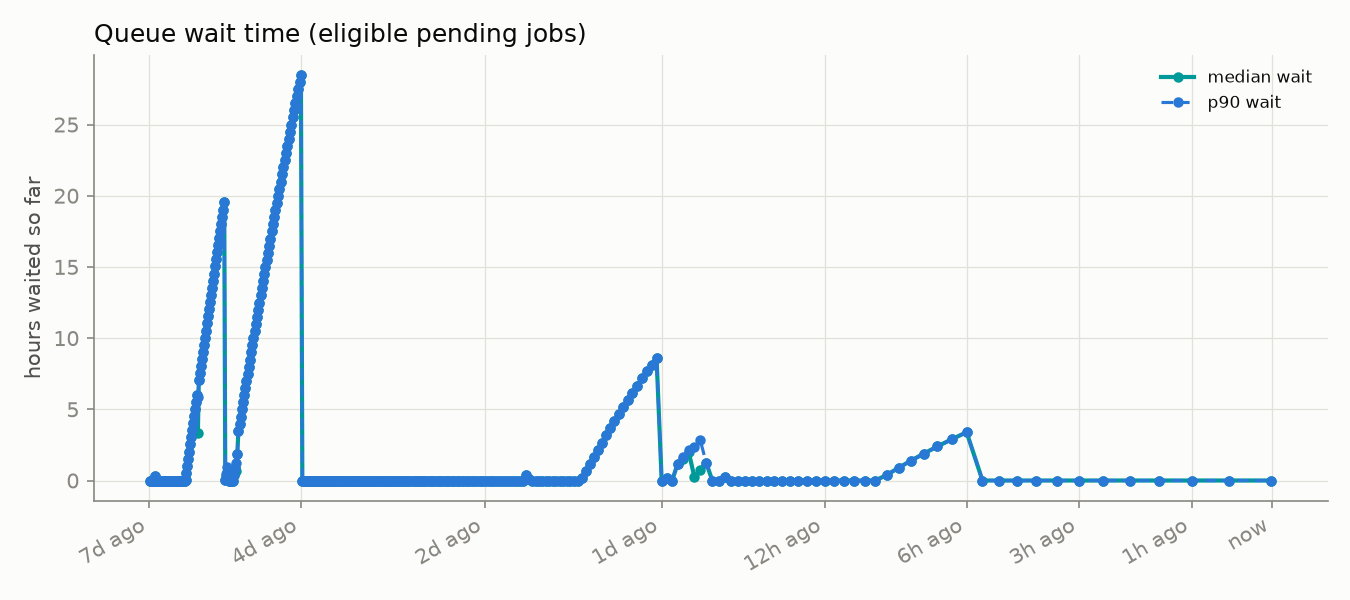 Queue wait time (eligible pending jobs)
median wait
p90 wait
hours waited so far
25
20
15
10
5
0
7d ago
4d ago
2d ago
1d ago
12h ago
6h ago
3h ago
1h ago
now